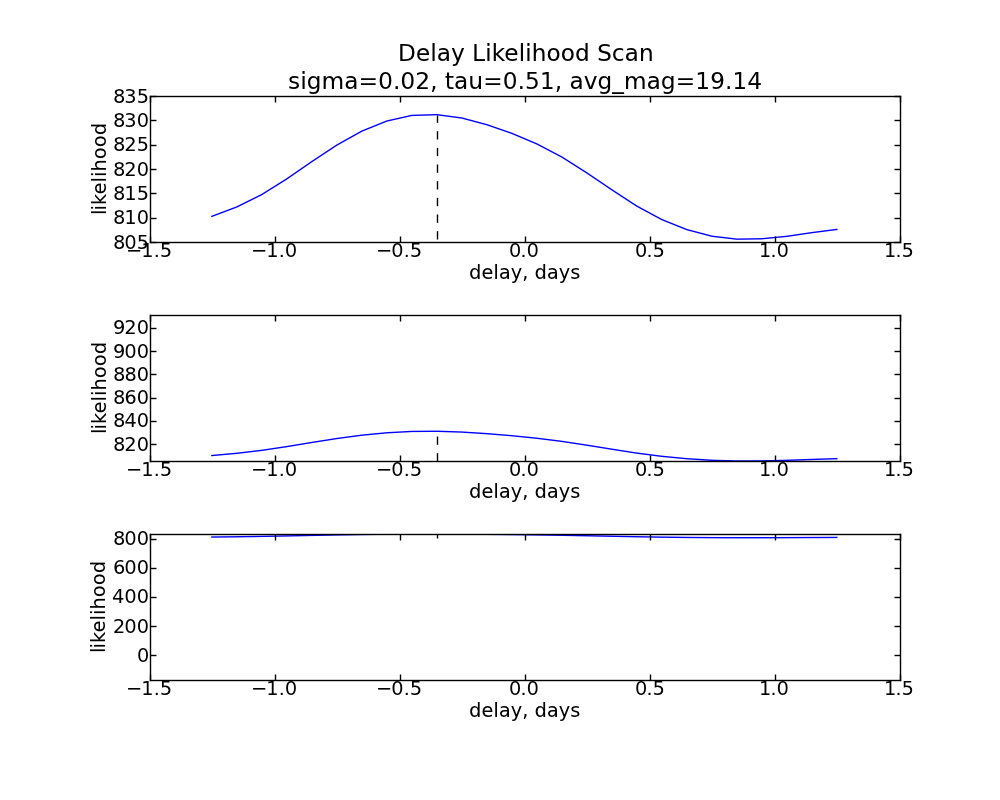 Delay Likelihood Scan
sigma=0.02, tau=0.51, avg_mag=19.14
835
830
825
820
815
810
805
likelihood
−1.5 −1.0 −0.5 0.0 0.5 1.0 1.5
delay, days
920
900
880
860
840
820
likelihood
−1.5 −1.0 −0.5 0.0 0.5 1.0 1.5
delay, days
800
600
400
200
0
likelihood
−1.5 −1.0 −0.5 0.0 0.5 1.0 1.5
delay, days